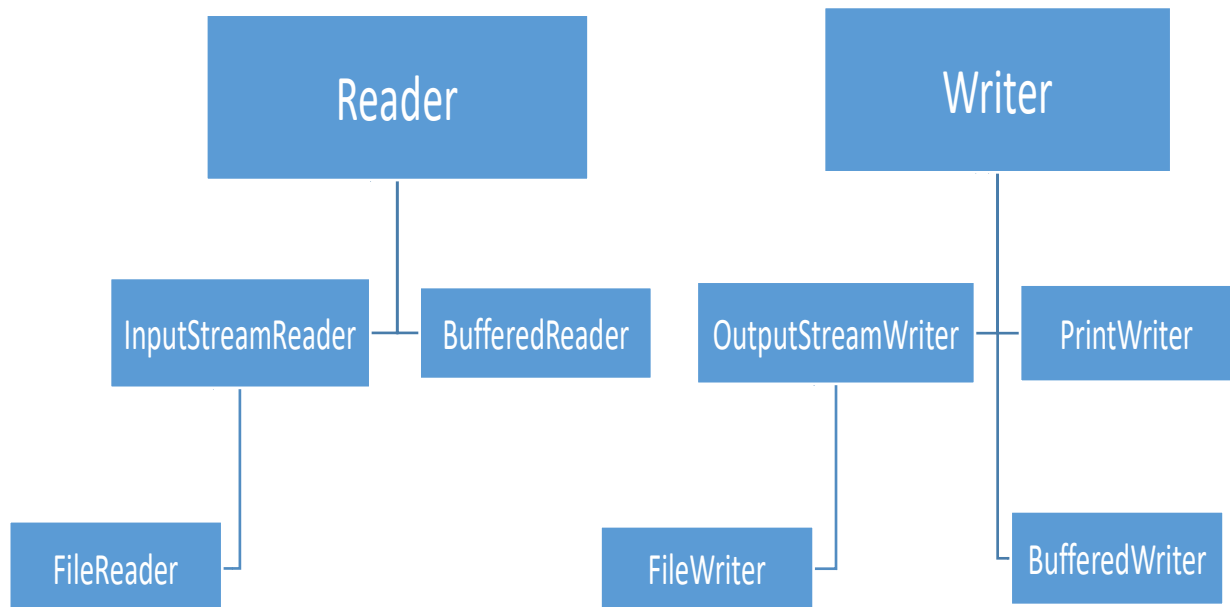 Reader
Writer
InputStreamReader
BufferedReader
OutputStreamWriter
PrintWriter
FileReader
FileWriter
BufferedWriter